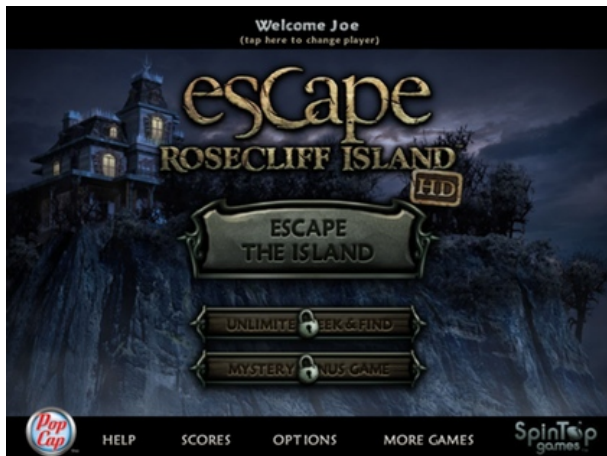 Welcome Joe
(tap here to change player)
escape
ROSECLIFF ISLAND
HD
ESCAPE
THE ISLAND
UNLIMITE EEK & FIND
MYSTERY NUS GAME
Pop
Cap
HELP SCORES OPTIONS MORE GAMES
SpinTop
games